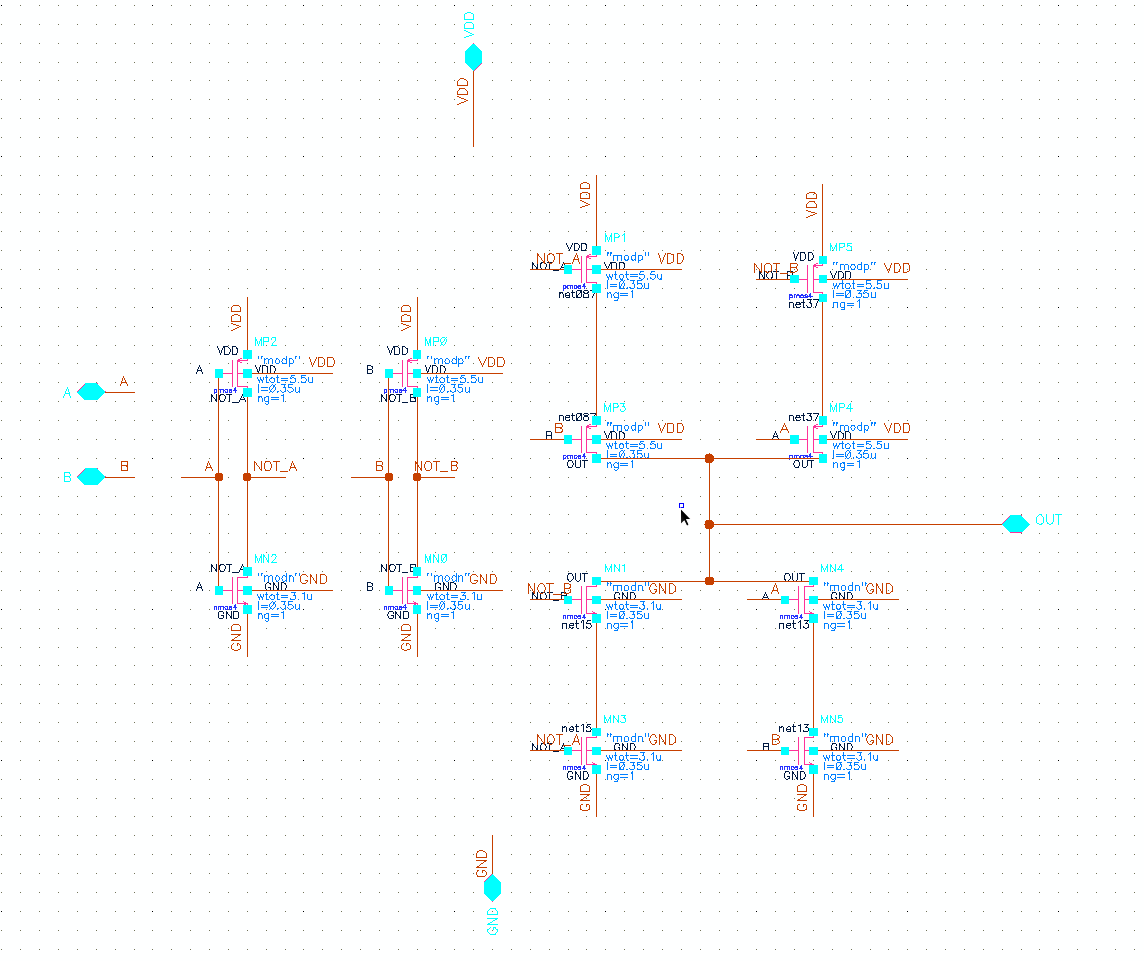 VDD
VDD
VDD
MP1
VDD
NOT_A
NOT_A
"modp"
VDD
VDD
wtot=5.5u
l=0.35u
ng=1
pmos4
net087
VDD
MP5
VDD
NOT_B
NOT_B
"modp"
VDD
VDD
wtot=5.5u
l=0.35u
ng=1
pmos4
net37
VDD
MP2
VDD
A
"modp"
VDD
VDD
wtot=5.5u
l=0.35u
ng=1
pmos4
NOT_A
VDD
MP0
VDD
B
"modp"
VDD
VDD
wtot=5.5u
l=0.35u
ng=1
pmos4
NOT_B
A
A
MP3
net087
B
B
"modp"
VDD
VDD
wtot=5.5u
l=0.35u
ng=1
pmos4
OUT
MP4
net37
A
A
"modp"
VDD
VDD
wtot=5.5u
l=0.35u
ng=1
pmos4
OUT
B
B
A
NOT_A
B
NOT_B
OUT
MN2
NOT_A
A
"modn"
GND
GND
wtot=3.1u
l=0.35u
ng=1
nmos4
GND
GND
MN0
NOT_B
B
"modn"
GND
GND
wtot=3.1u
l=0.35u
ng=1
nmos4
GND
GND
MN1
OUT
NOT_B
NOT_B
"modn"
GND
GND
wtot=3.1u
l=0.35u
ng=1
nmos4
net15
MN4
OUT
A
A
"modn"
GND
GND
wtot=3.1u
l=0.35u
ng=1
nmos4
net13
MN3
net15
NOT_A
NOT_A
"modn"
GND
GND
wtot=3.1u
l=0.35u
ng=1
nmos4
GND
GND
MN5
net13
B
B
"modn"
GND
GND
wtot=3.1u
l=0.35u
ng=1
nmos4
GND
GND
GND
GND